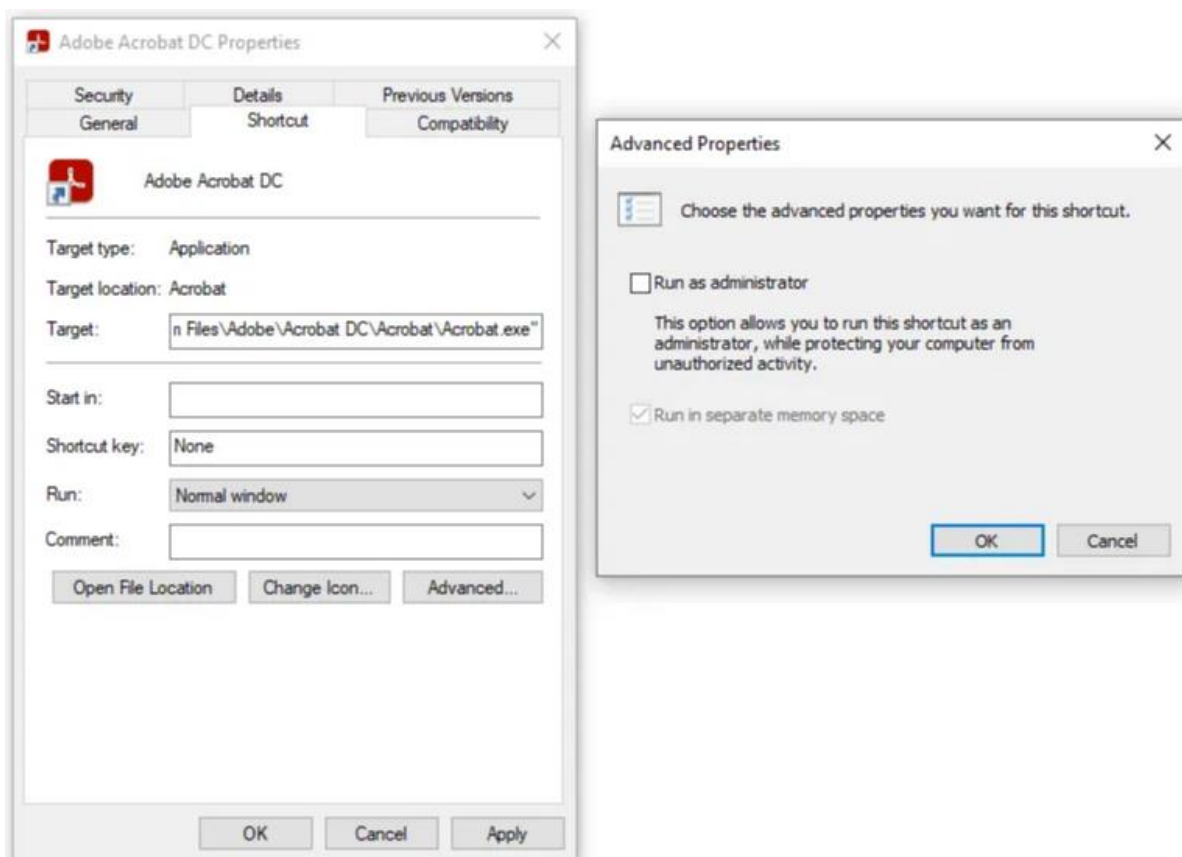 Adobe Acrobat DC Properties
Security Details Previous Versions
General Shortcut Compatibility
Adobe Acrobat DC
Target type: Application
Target location: Acrobat
Target: n Files\Adobe\Acrobat DC\Acrobat\Acrobat.exe"
Start in:
Shortcut key: None
Run: Normal window
Comment:
Open File Location Change Icon... Advanced...
OK Cancel Apply
Advanced Properties
Choose the advanced properties you want for this shortcut.
Run as administrator
This option allows you to run this shortcut as an
administrator, while protecting your computer from
unauthorized activity.
Run in separate memory space
OK Cancel